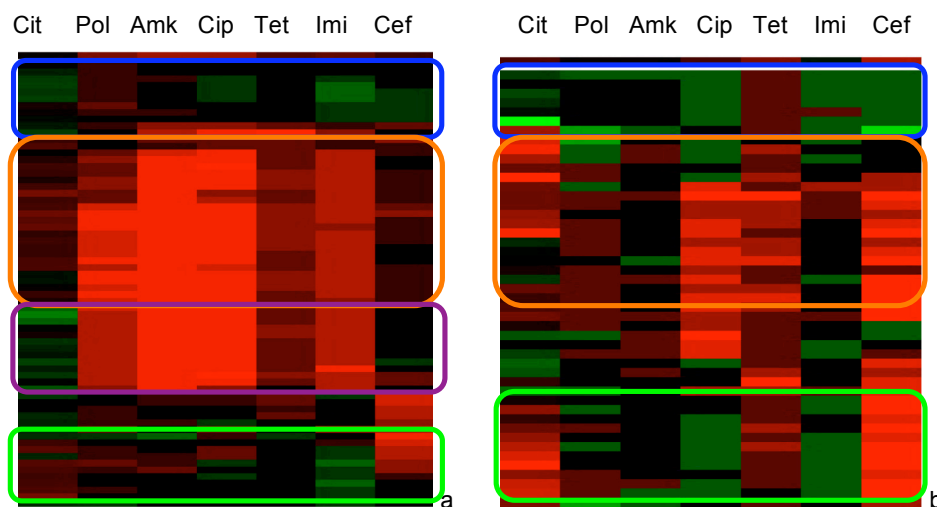 Cit Pol Amk Cip Tet Imi Cef
Cit Pol Amk Cip Tet Imi Cef
a
b